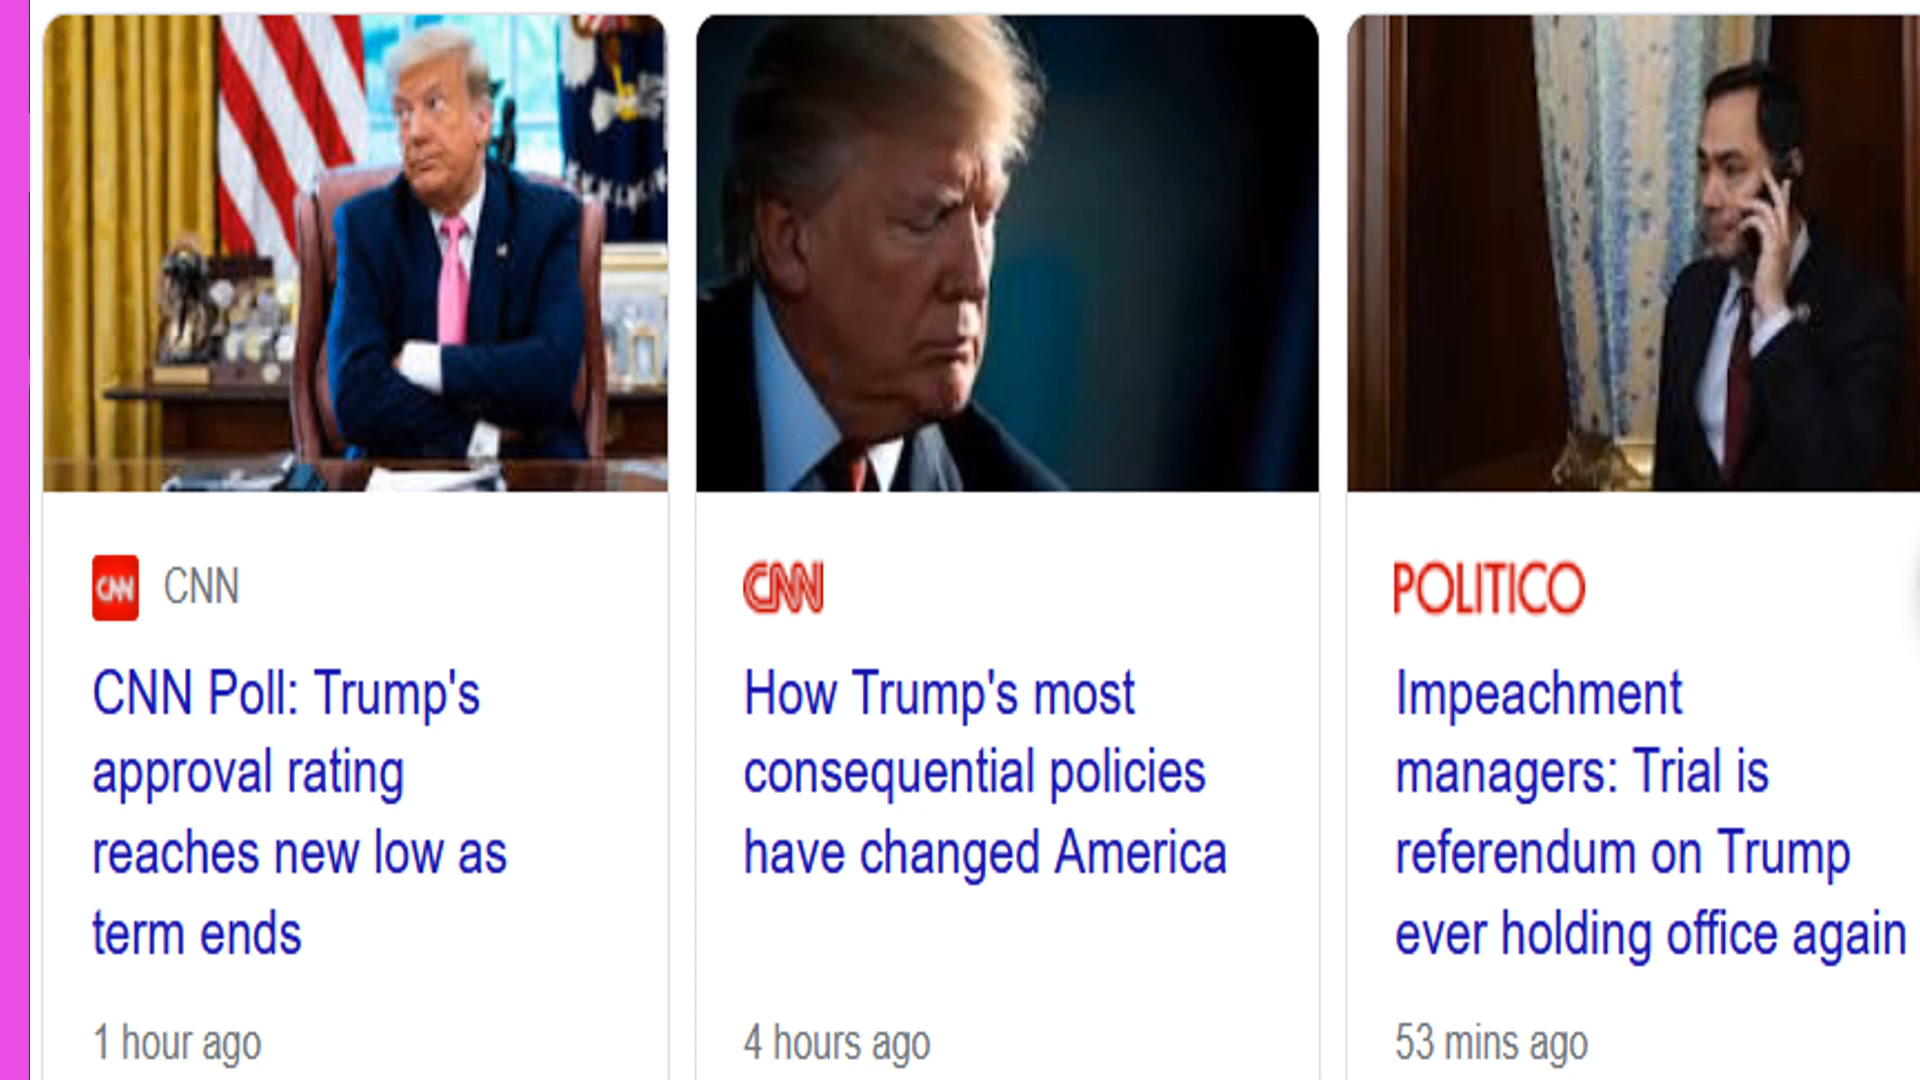 CNN CNN
CNN Poll: Trump's
approval rating
reaches new low as
term ends
1 hour ago
CNN
How Trump's most
consequential policies
have changed America
4 hours ago
POLITICO
Impeachment
managers: Trial is
referendum on Trump
ever holding office again
53 mins ago